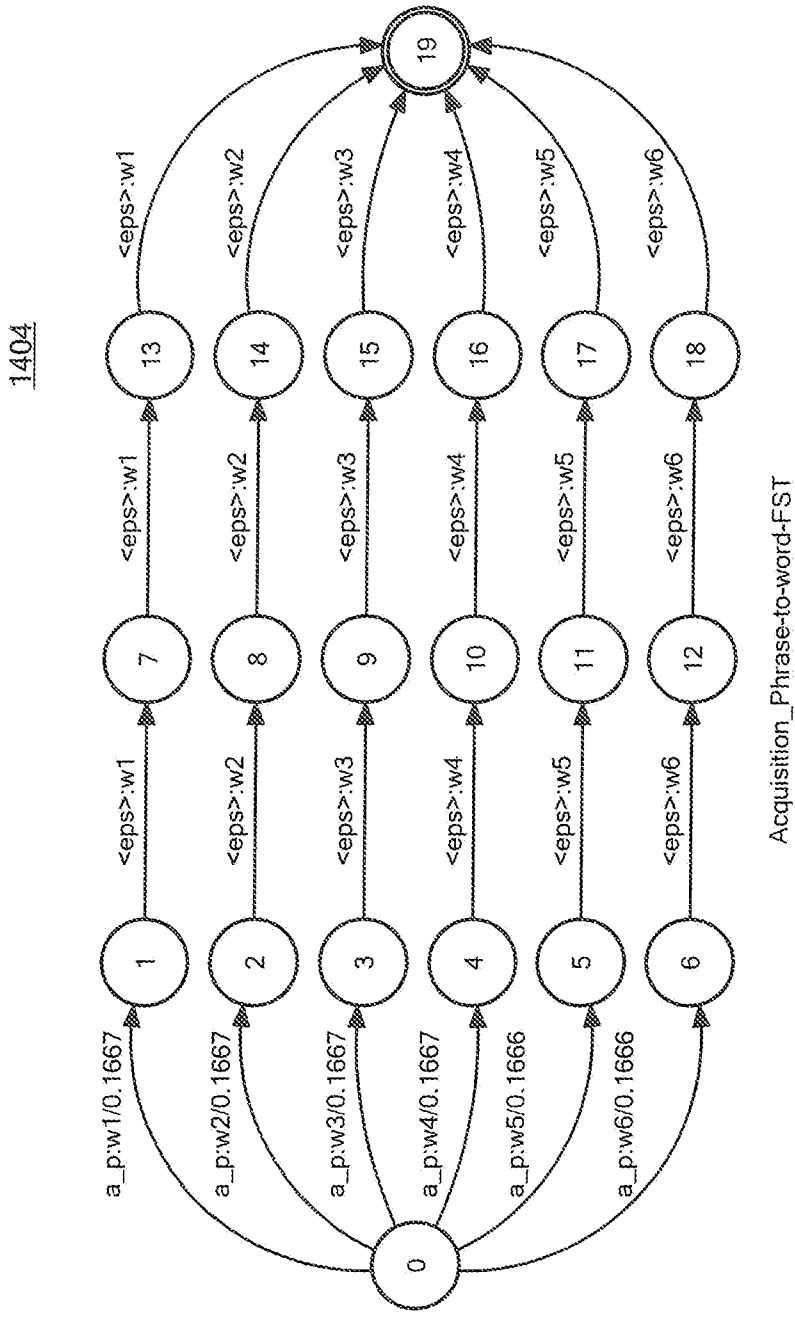 1404
a_p:w1/0.1667
1
<eps>:w1
7
<eps>:w1
13
<eps>:w1
a_p:w2/0.1667
2
<eps>:w2
8
<eps>:w2
14
<eps>:w2
a_p:w3/0.1667
3
<eps>:w3
9
<eps>:w3
15
<eps>:w3
0
19
a_p:w4/0.1667
4
<eps>:w4
10
<eps>:w4
16
<eps>:w4
a_p:w5/0.1666
5
<eps>:w5
11
<eps>:w5
17
<eps>:w5
a_p:w6/0.1666
6
<eps>:w6
12
<eps>:w6
18
<eps>:w6
Acquisition_Phrase-to-word-FST